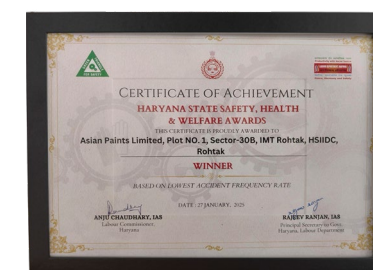 CERTIFICATE OF ACHIEVEMENT
HARYANA STATE SAFETY, HEALTH
& WELFARE AWARDS
THIS CERTIFICATE IS PROUDLY AWARDED TO
Asian Paints Limited, Plot NO. 1, Sector-30B, IMT Rohtak, HSIIDC,
Rohtak
WINNER
BASED ON LOWEST ACCIDENT FREQUENCY RATE
DATE : 27 JANUARY, 2025
ANJU CHAUDHARY, IAS
Labour Commissioner,
Haryana
RAJEEV RANJAN, IAS
Principal Secretary to Govt.
Haryana, Labour Department